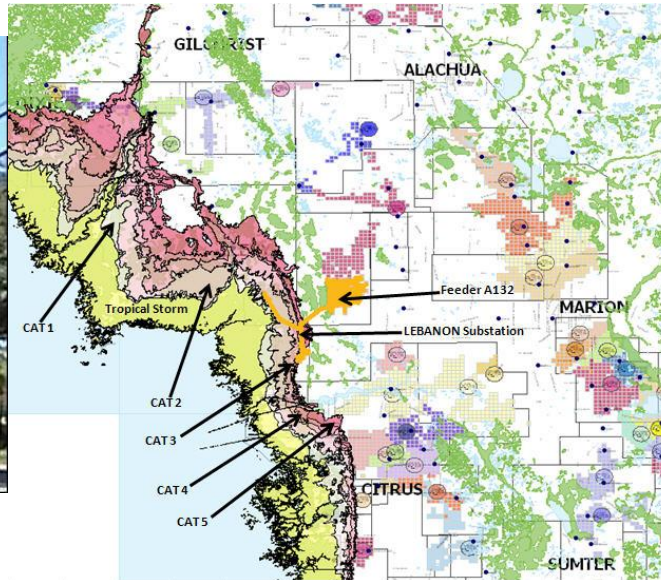 GILCHRIST
ALACHUA
Feeder A132
Tropical Storm
MARION
CAT 1
LEBANON Substation
CAT 2
CAT 3
CAT 4
CITRUS
CAT 5
SUMTER